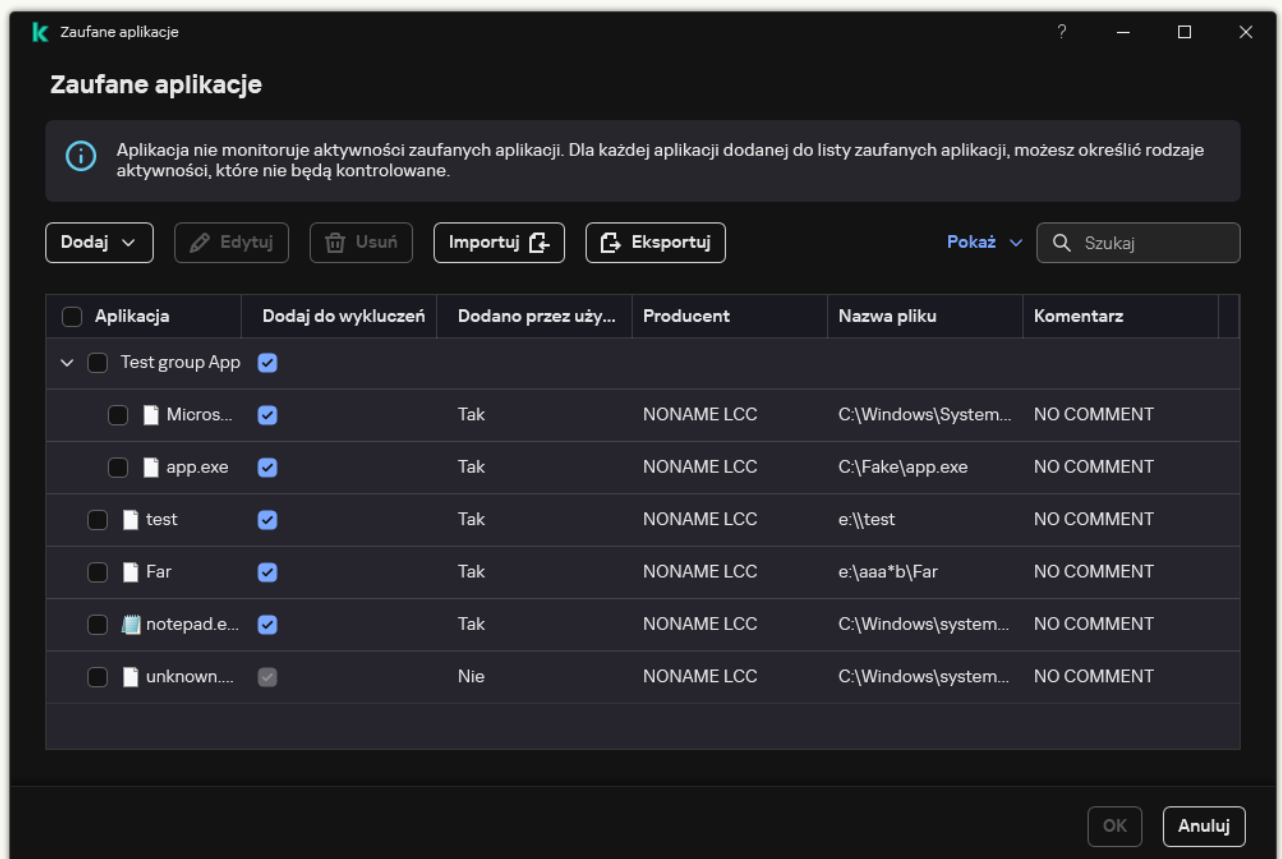 Zaufane aplikacje
Zaufane aplikacje
Aplikacja nie monitoruje aktywności zaufanych aplikacji. Dla każdej aplikacji dodanej do listy zaufanych aplikacji, możesz określić rodzaje
aktywności, które nie będą kontrolowane.
Dodaj Edytuj Usuń Importuj Eksportuj Pokaż Szukaj
Aplikacja Dodaj do wykluczeń Dodano przez uży... Producent Nazwa pliku Komentarz
Test group App
Micros... Tak NONAME LCC C:\Windows\System... NO COMMENT
app.exe Tak NONAME LCC C:\Fake\app.exe NO COMMENT
test Tak NONAME LCC e:\\test NO COMMENT
Far Tak NONAME LCC e:\aaa*b\Far NO COMMENT
notepad.e... Tak NONAME LCC C:\Windows\system... NO COMMENT
unknown.... Nie NONAME LCC C:\Windows\system... NO COMMENT
OK Anuluj